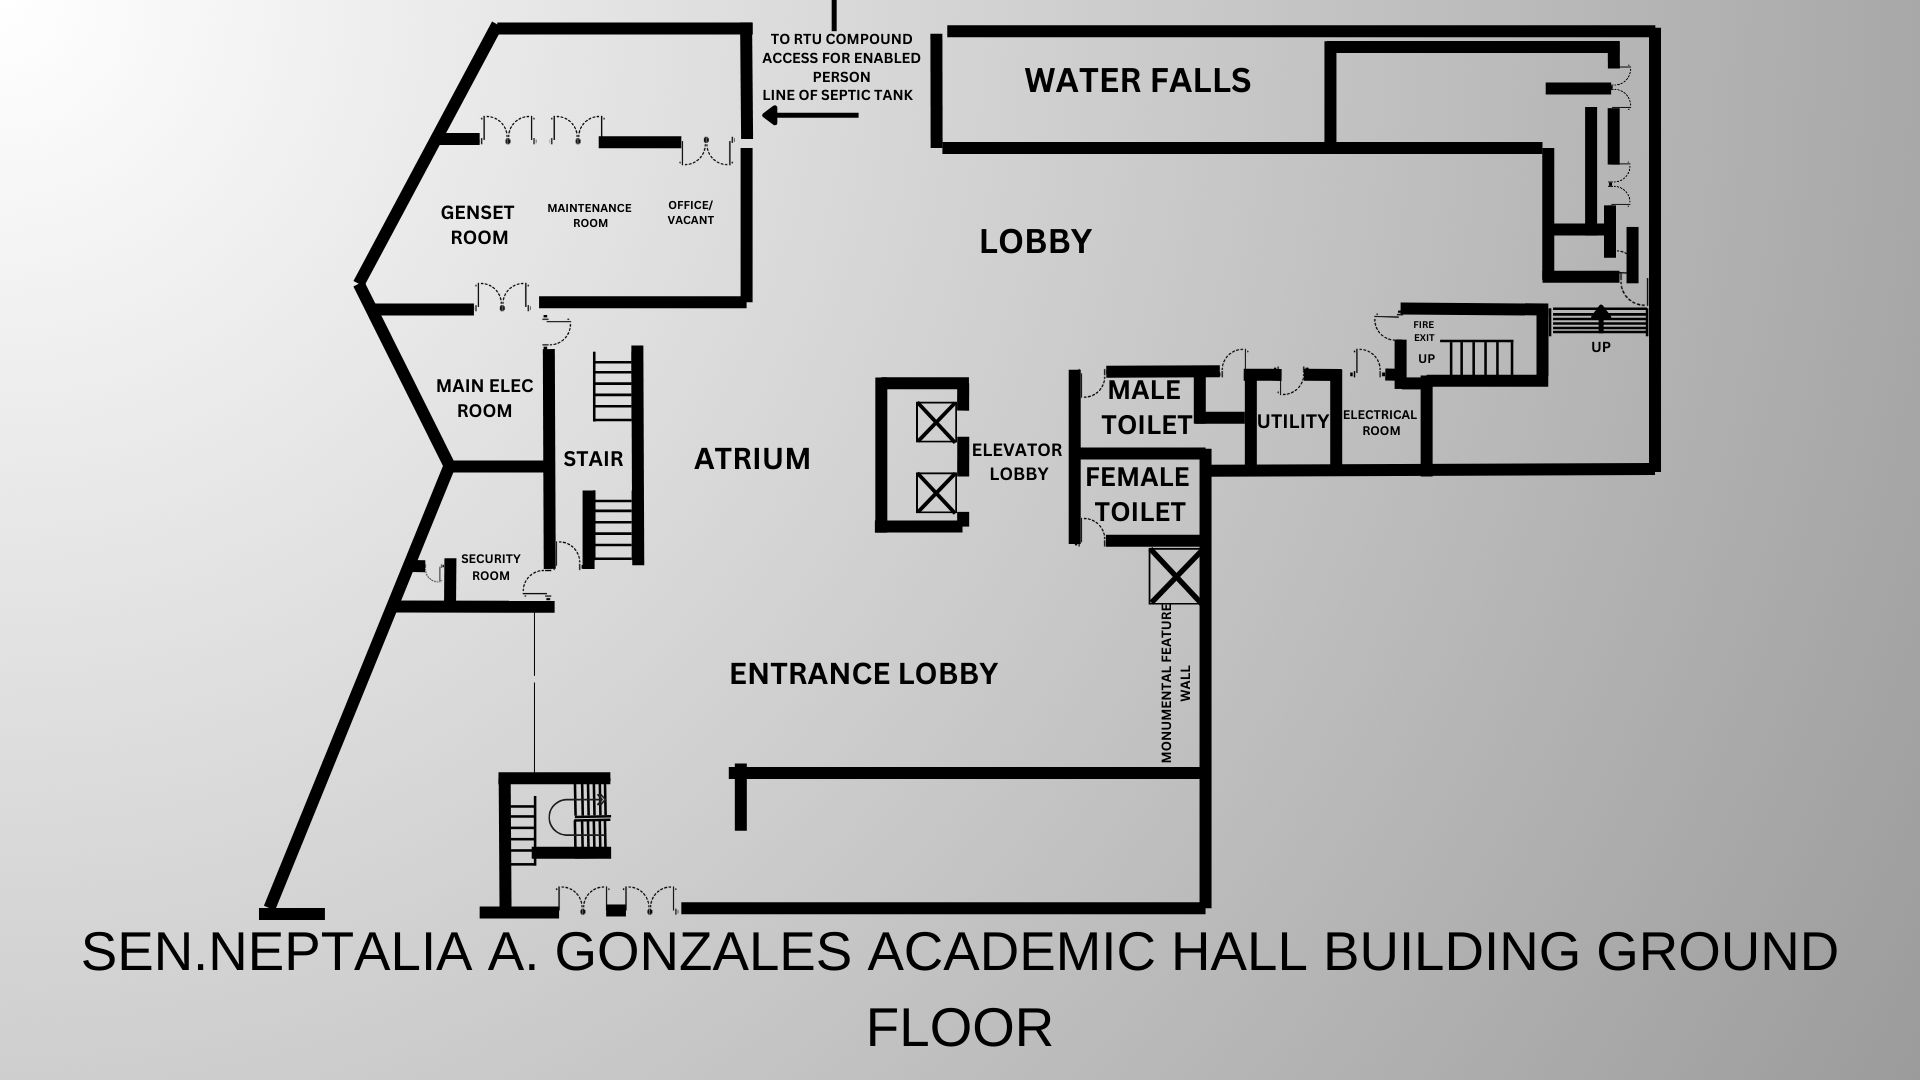 TO RTU COMPOUND
ACCESS FOR ENABLED
PERSON
LINE OF SEPTIC TANK
WATER FALLS
GENSET
ROOM
MAINTENANCE
ROOM
OFFICE/
VACANT
LOBBY
FIRE
EXIT
UP
UP
MAIN ELEC
ROOM
STAIR
ATRIUM
ELEVATOR
LOBBY
MALE
TOILET
UTILITY
ELECTRICAL
ROOM
FEMALE
TOILET
SECURITY
ROOM
ENTRANCE LOBBY
MONUMENTAL FEATURE
WALL
SEN.NEPTALIA A. GONZALES ACADEMIC HALL BUILDING GROUND
FLOOR